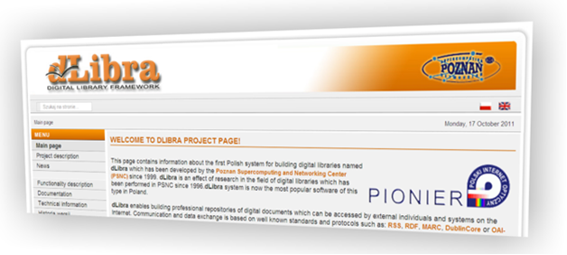 dLibra
DIGITAL LIBRARY FRAMEWORK
POZNAŃ
Szukaj na stronie
Main page
Monday, 17 October 2011
MENU
Main page
Project description
News
Functionality description
Documentation
Technical information
WELCOME TO DLIBRA PROJECT PAGE!
This page contains information about the first Polish system for building digital libraries named
dLibra which has been developed by the Poznan Supercomputing and Networking Center
(PSNC) since 1999. dLibra is an effect of research in the field of digital libraries which has
been performed in PSNC since 1996. dLibra system is now the most popular software of this
type in Poland.
PIONIER
POLSKI INTERNET OPTYCZNY
dLibra enables building professional repositories of digital documents which can be accessed by external individuals and systems on the
Internet. Communication and data exchange is based on well known standards and protocols such as: RSS, RDF, MARC, DublinCore or OAI-